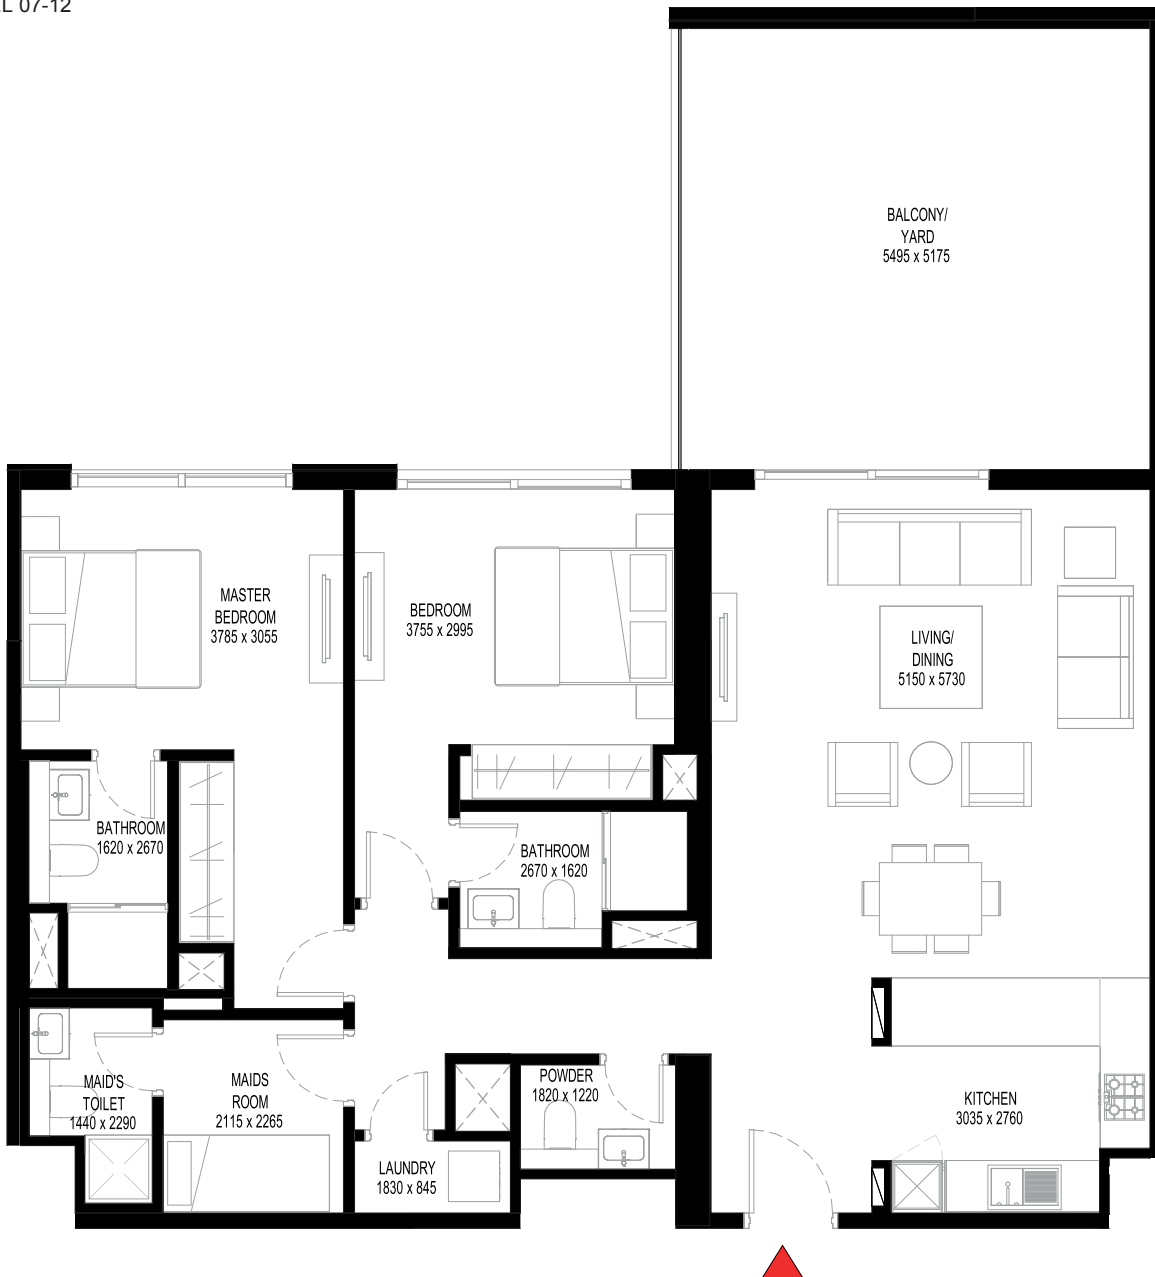 L 07-12
BALCONY/
YARD
5495 x 5175
MASTER
BEDROOM
3785 x 3055
BEDROOM
3755 x 2995
LIVING/
DINING
5150 x 5730
BATHROOM
1620 x 2670
BATHROOM
2670 x 1620
MAID'S
TOILET
1440 x 2290
MAIDS
ROOM
2115 x 2265
POWDER
1820 x 1220
KITCHEN
3035 x 2760
LAUNDRY
1830 x 845